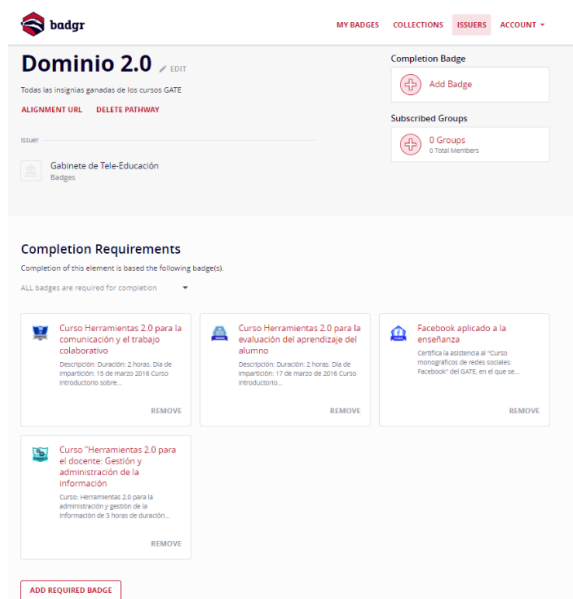 badgr
MY BADGES COLLECTIONS ISSUERS ACCOUNT
Dominio 2.0 EDIT
Todas las insignias ganadas de los cursos GATE
ALIGNMENT URL DELETE PATHWAY
Issuer
Gabinete de Tele-Educación
Badges
Completion Badge
Add Badge
Subscribed Groups
0 Groups
0 Total Members
Completion Requirements
Completion of this element is based the following badge(s).
ALL badges are required for completion
Curso Herramientas 2.0 para la
comunicación y el trabajo
colaborativo
Descripción: Duración: 2 horas. Día de
impartición: 15 de marzo 2016 Curso
Introductorio sobre...
REMOVE
Curso Herramientas 2.0 para la
evaluación del aprendizaje del
alumno
Descripción: Duración: 2 horas. Día de
impartición: 17 de marzo de 2016 Curso
Introductorio...
REMOVE
Facebook aplicado a la
enseñanza
Certifica la asistencia al "Curso
monográficos de redes sociales:
Facebook" del GATE, en el que se...
REMOVE
Curso "Herramientas 2.0 para
el docente: Gestión y
administración de la
información
Curso: Herramientas 2.0 para la
administración y gestión de la
información de 3 horas de duración...
REMOVE
ADD REQUIRED BADGE